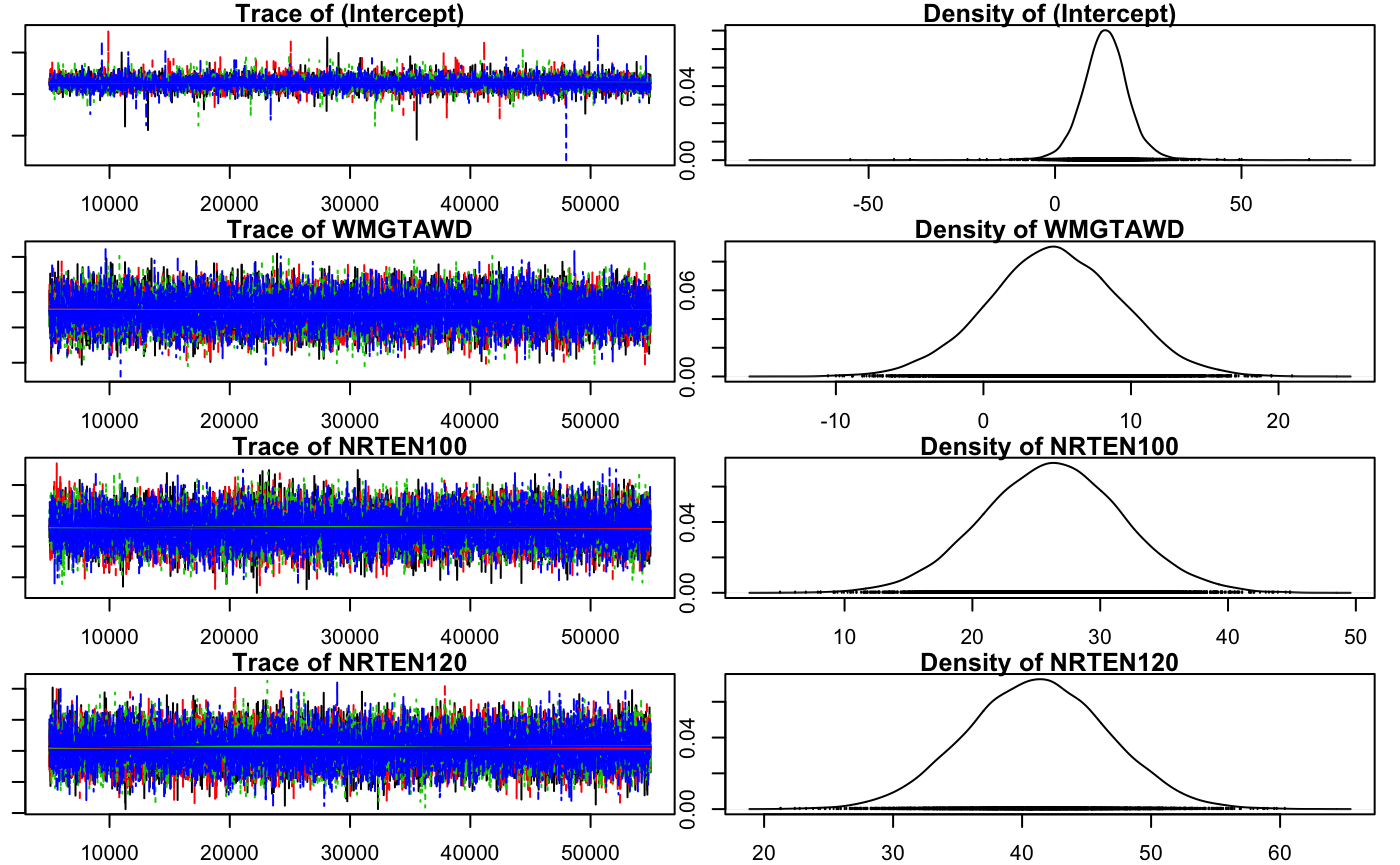 Trace of (Intercept)
Density of (Intercept)
10000 20000 30000 40000 50000
0.00 0.04
-50 0 50
Trace of WMGTAWD
Density of WMGTAWD
10000 20000 30000 40000 50000
0.00 0.06
-10 0 10 20
Trace of NRTEN100
Density of NRTEN100
10000 20000 30000 40000 50000
0.00 0.04
10 20 30 40 50
Trace of NRTEN120
Density of NRTEN120
10000 20000 30000 40000 50000
0.00 0.04
20 30 40 50 60